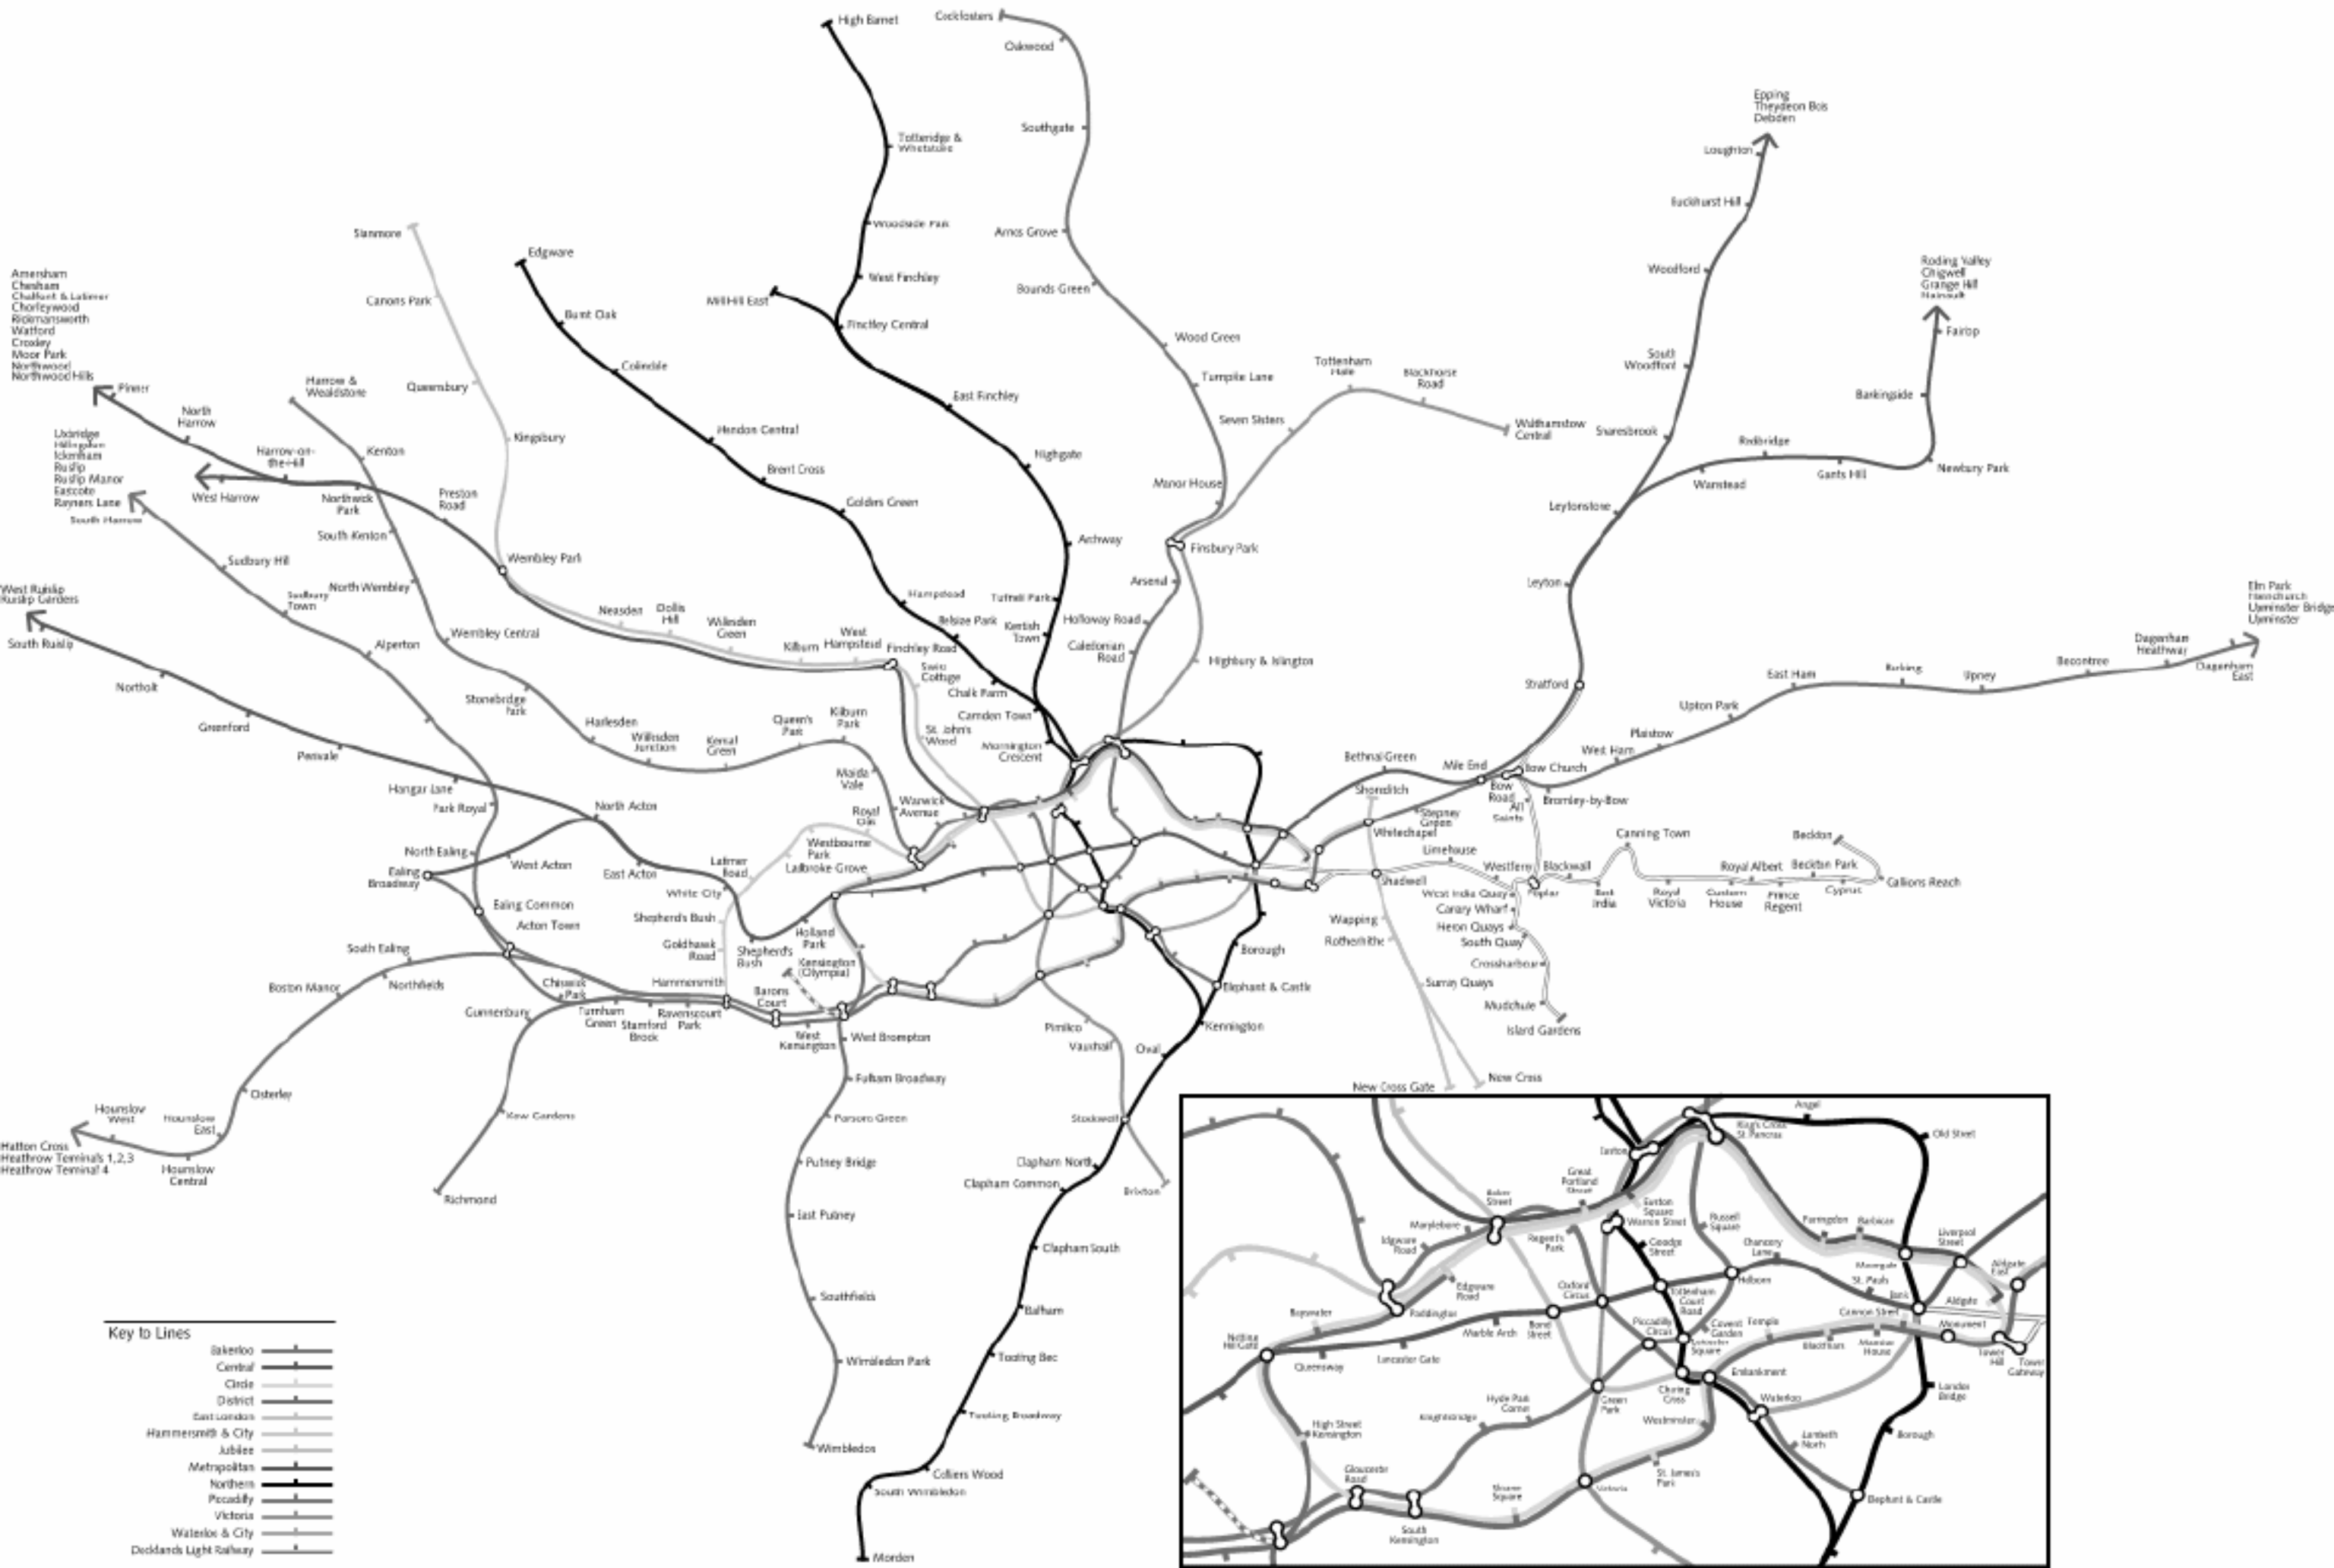 High Barnet
Cockfosters
Oakwood
Totteridge &
Whetstone
Southgate
Woodside Park
Arnos Grove
West Finchley
Bounds Green
Mill Hill East
Finchley Central
Wood Green
Turnpike Lane
East Finchley
Highgate
Archway
Tufnell Park
Kentish
Town
Edgware
Burnt Oak
Colindale
Hendon Central
Brent Cross
Golders Green
Hampstead
Belsize Park
Chalk Farm
Camden Town
Mornington
Crescent
Stanmore
Canons Park
Queensbury
Kingsbury
Wembley Park
Neasden
Dollis
Hill
Willesden
Green
Kilburn
West
Hampstead
Finchley Road
Swiss
Cottage
St. John's
Wood
Amersham
Chesham
Chalfont & Latimer
Chorleywood
Rickmansworth
Watford
Croxley
Moor Park
Northwood
Northwood Hills
Pinner
North
Harrow
Harrow-on-
the-Hill
West Harrow
Northwick
Park
Preston
Road
Uxbridge
Hillingdon
Ickenham
Ruislip
Ruislip Manor
Eastcote
Rayners Lane
South Harrow
Sudbury Hill
Sudbury
Town
Alperton
Park Royal
North Ealing
Harrow &
Wealdstone
Kenton
South Kenton
North Wembley
Wembley Central
Stonebridge
Park
Harlesden
Willesden
Junction
Kensal
Green
Queen's
Park
Kilburn
Park
Maida
Vale
Warwick
Avenue
Royal
Oak
Westbourne
Park
Ladbroke Grove
Latimer
Road
West Ruislip
Ruislip Gardens
South Ruislip
Northolt
Greenford
Perivale
Hangar Lane
North Acton
West Acton
East Acton
Ealing
Broadway
White City
Shepherd's Bush
Goldhawk
Road
Shepherd's
Bush
Holland
Park
Kensington
(Olympia)
Ealing Common
Acton Town
South Ealing
Northfields
Boston Manor
Osterley
Hounslow
East
Hounslow
Central
Hounslow
West
Hatton Cross
Heathrow Terminals 1,2,3
Heathrow Terminal 4
Chiswick
Park
Gunnersbury
Kew Gardens
Richmond
Turnham
Green
Stamford
Brook
Ravenscourt
Park
Hammersmith
Barons
Court
West
Kensington
West Brompton
Fulham Broadway
Parsons Green
Putney Bridge
East Putney
Southfields
Wimbledon Park
Wimbledon
Tottenham
Hale
Blackhorse
Road
Walthamstow
Central
Seven Sisters
Manor House
Finsbury Park
Arsenal
Holloway Road
Caledonian
Road
Highbury & Islington
Epping
Theydeon Bois
Debden
Loughton
Buckhurst Hill
Woodford
South
Woodford
Snaresbrook
Roding Valley
Chigwell
Grange Hill
Hainault
Fairlop
Barkingside
Newbury Park
Gants Hill
Redbridge
Wanstead
Leytonstone
Leyton
Stratford
Elm Park
Hornchurch
Upminster Bridge
Upminster
Dagenham
East
Dagenham
Heathway
Becontree
Upney
Barking
East Ham
Upton Park
Plaistow
West Ham
Bromley-by-Bow
Bow Church
Bow
Road
Mile End
Bethnal Green
Stepney
Green
Shoreditch
Whitechapel
Shadwell
Wapping
Rotherhithe
Surray Quays
New Cross Gate
New Cross
All
Saints
Limehouse
Westferry
Poplar
Blackwall
East
India
Canning Town
Royal
Victoria
Custom
House
Royal Albert
Prince
Regent
Beckton Park
Cyprus
Gallions Reach
Beckton
West India Quay
Canary Wharf
Heron Quays
South Quay
Crossharbour
Mudchute
Island Gardens
Borough
Elephant & Castle
Kennington
Oval
Pimlico
Vauxhall
Stockwell
Brixton
Clapham North
Clapham Common
Clapham South
Balham
Tooting Bec
Tooting Broadway
Colliers Wood
South Wimbledon
Morden
Angel
Old Street
King's Cross
St. Pancras
Euston
Great
Portland
Street
Euston
Square
Warren Street
Baker
Street
Marylebone
Edgware
Road
Regent's
Park
Goodge
Street
Russell
Square
Chancery
Lane
Farringdon
Barbican
Moorgate
Liverpool
Street
Aldgate
East
Aldgate
St. Pauls
Bank
Holborn
Edgware
Road
Paddington
Bayswater
Oxford
Circus
Tottenham
Court
Road
Bond
Street
Marble Arch
Lancaster Gate
Queensway
Notting
Hill Gate
Piccadilly
Circus
Covent
Garden
Leicester
Square
Temple
Blackfriars
Mansion
House
Cannon Street
Monument
Tower
Hill
Tower
Gateway
Embankment
Charing
Cross
Green
Park
Hyde Park
Corner
Knightsbridge
High Street
Kensington
Westminster
Waterloo
Lambeth
North
London
Bridge
Borough
Gloucester
Road
South
Kensington
Sloane
Square
Victoria
St. James's
Park
Elephant & Castle
Key to Lines
Bakerloo
Central
Circle
District
East London
Hammersmith & City
Jubilee
Metropolitan
Northern
Piccadilly
Victoria
Waterloo & City
Docklands Light Railway